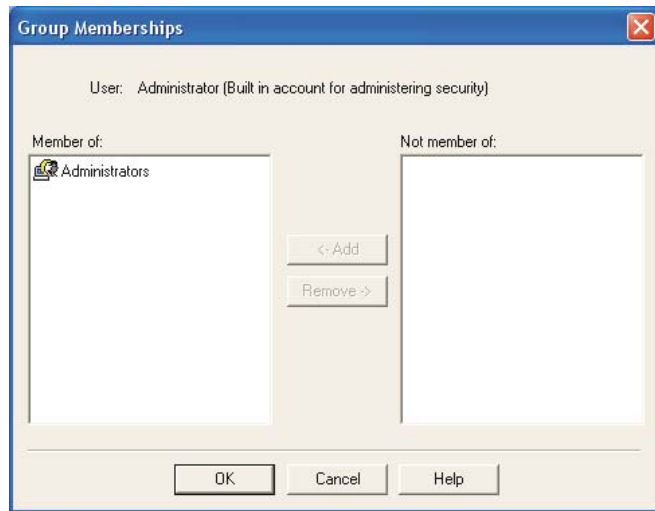 Group Memberships
User: Administrator (Built in account for administering security)
Member of:
Not member of:
Administrators
<- Add
Remove ->
OK
Cancel
Help